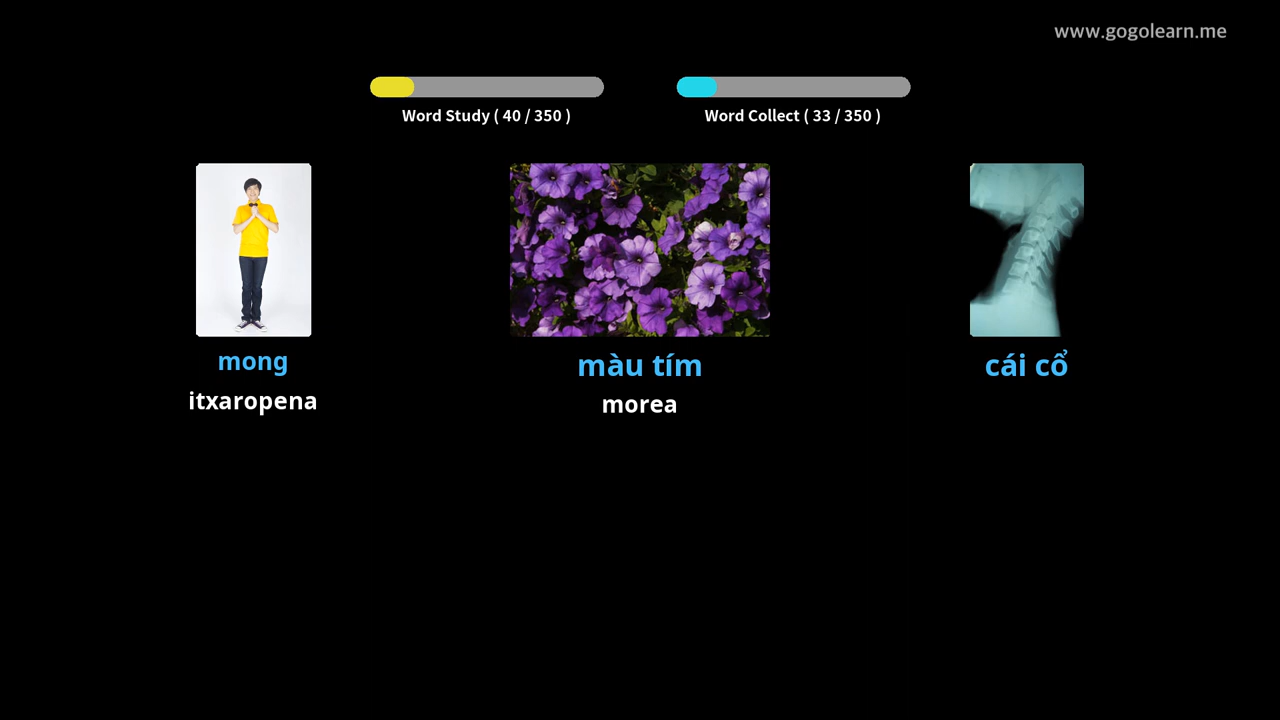 www.gogolearn.me
Word Study ( 40 / 350 )
Word Collect ( 33 / 350 )
mong
màu tím
cái cổ
itxaropena
morea